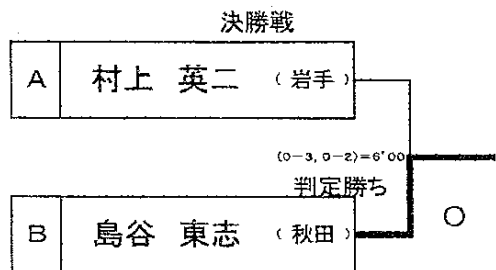 決勝戦
A 村上 英二 (岩手)
(0-3, 0-2)=6'00
判定勝ち
B 島谷 東志 (秋田)
○